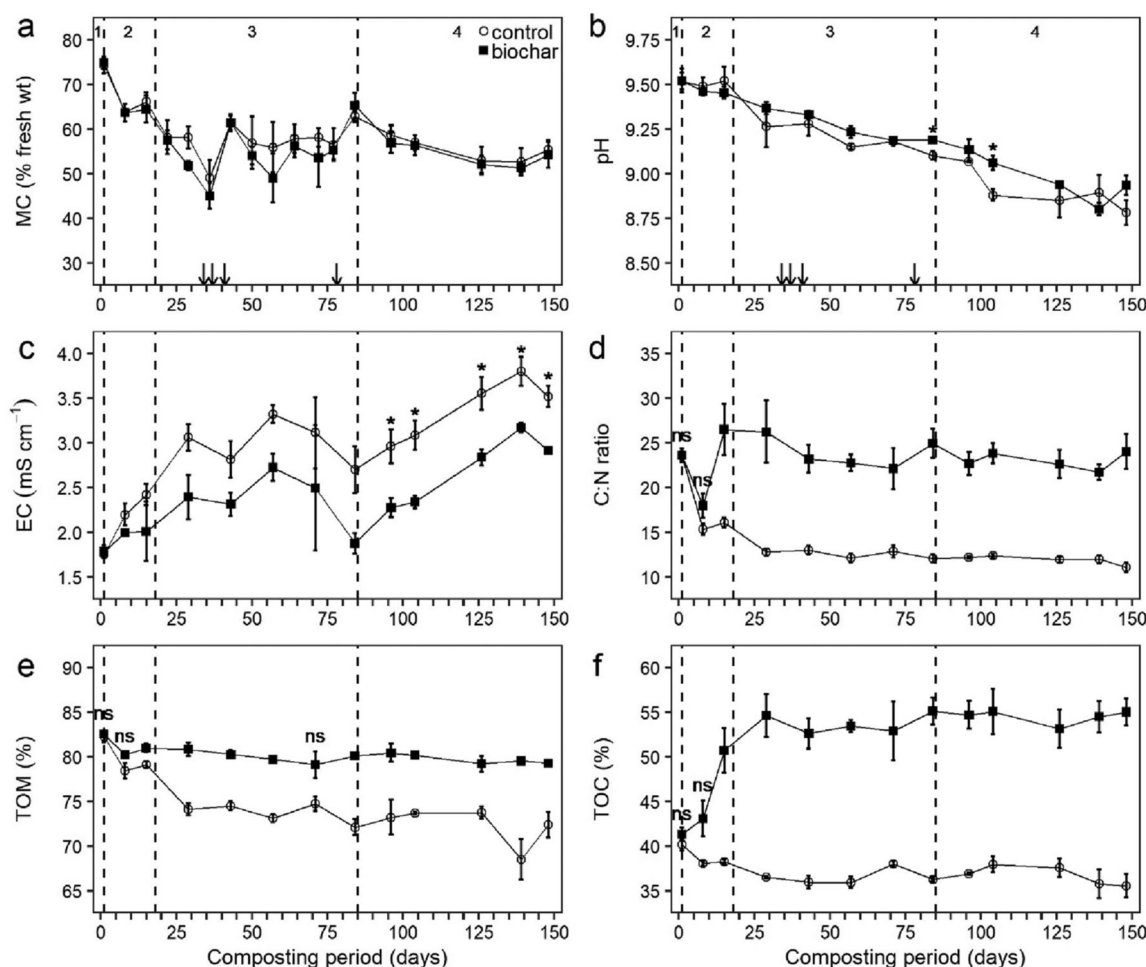 a
1 2 3 4
control
biochar
MC (% fresh wt)
80
70
60
50
40
30
0 25 50 75 100 125 150
b
1 2 3 4
pH
9.75
9.50
9.25
9.00
8.75
8.50
* *
0 25 50 75 100 125 150
c
EC (mS cm⁻¹)
4.0
3.5
3.0
2.5
2.0
1.5
* * * * *
0 25 50 75 100 125 150
d
C:N ratio
35
30
25
20
15
10
ns
ns
0 25 50 75 100 125 150
e
TOM (%)
90
85
80
75
70
65
ns
ns
ns
0 25 50 75 100 125 150
Composting period (days)
f
TOC (%)
60
55
50
45
40
35
ns
ns
0 25 50 75 100 125 150
Composting period (days)